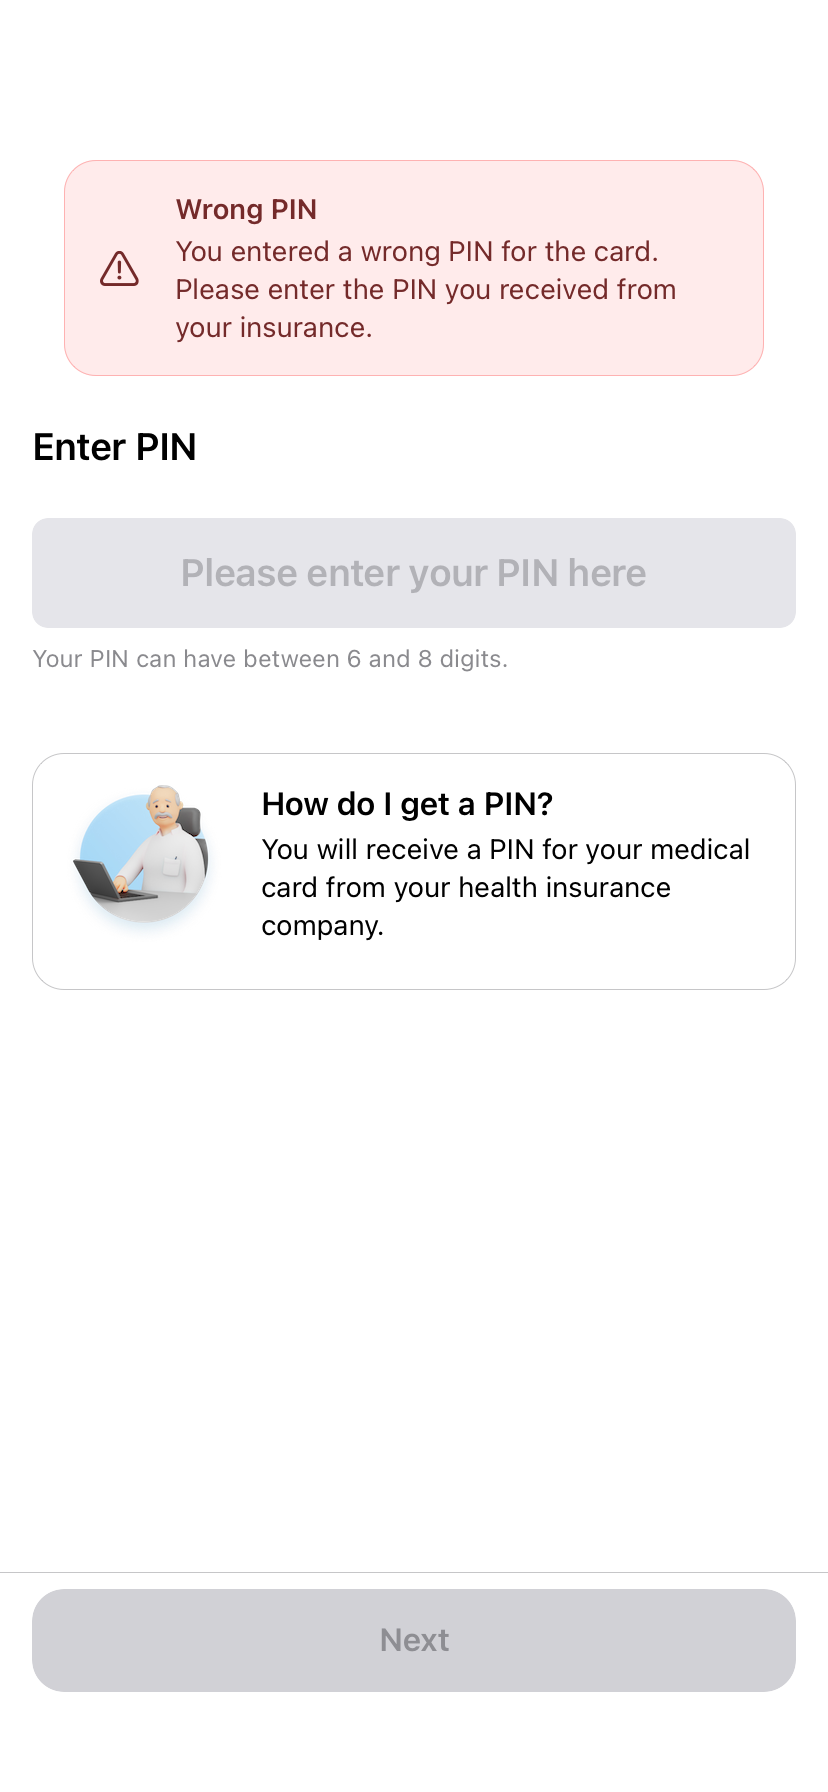 Wrong PIN
You entered a wrong PIN for the card.
Please enter the PIN you received from
your insurance.
Enter PIN
Please enter your PIN here
Your PIN can have between 6 and 8 digits.
How do I get a PIN?
You will receive a PIN for your medical
card from your health insurance
company.
Next